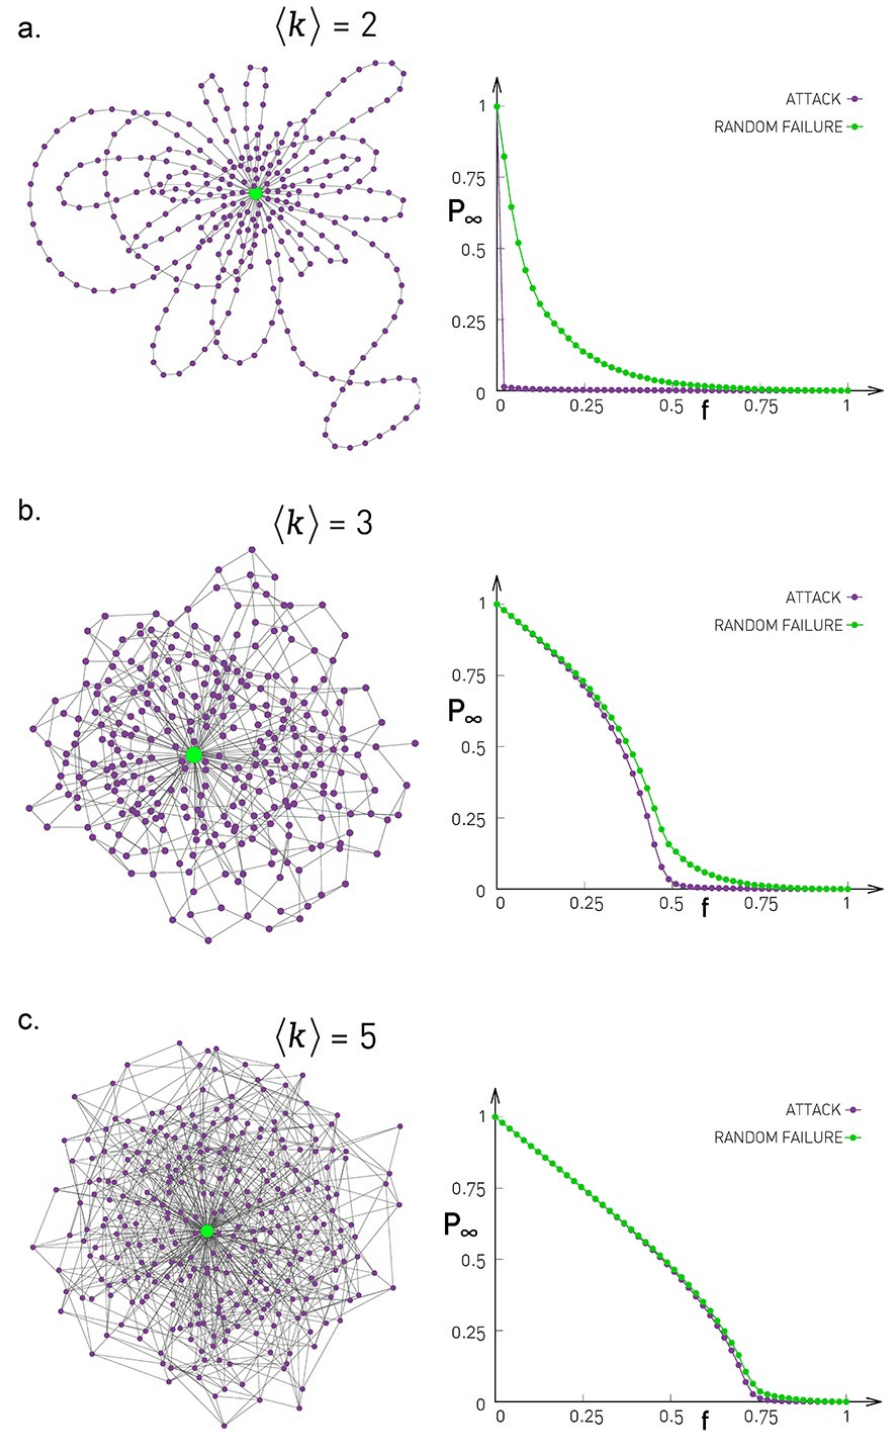 a.
⟨k⟩ = 2
ATTACK
RANDOM FAILURE
1
0.75
P∞
0.5
0.25
0
0 0.25 0.5 f 0.75 1
b.
⟨k⟩ = 3
ATTACK
RANDOM FAILURE
1
0.75
P∞
0.5
0.25
0
0 0.25 0.5 f 0.75 1
c.
⟨k⟩ = 5
ATTACK
RANDOM FAILURE
1
0.75
P∞
0.5
0.25
0
0 0.25 0.5 f 0.75 1